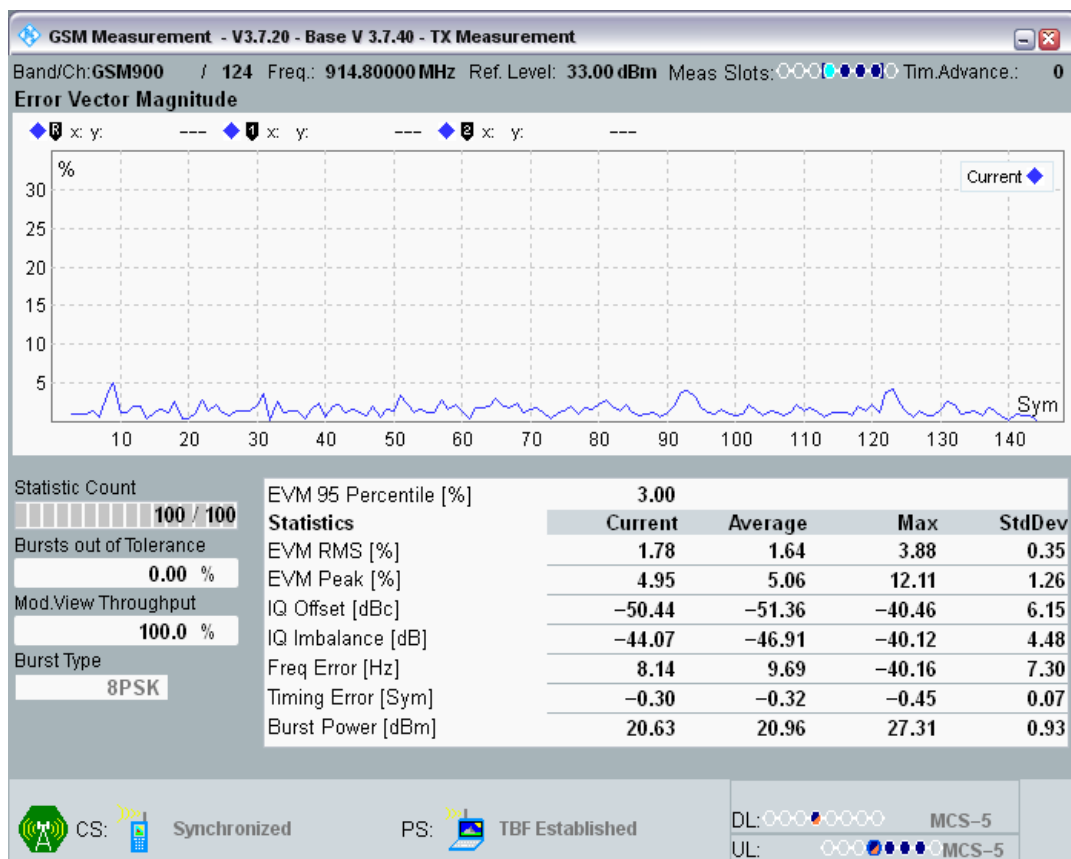 GSM Measurement - V3.7.20 - Base V 3.7.40 - TX Measurement
Band/Ch:GSM900 / 124 Freq.: 914.80000 MHz Ref. Level: 33.00 dBm Meas Slots: Tim.Advance.: 0
Error Vector Magnitude
R x: y: --- 1 x: y: --- 2 x: y: ---
%
Current
30
25
20
15
10
5
Sym
10 20 30 40 50 60 70 80 90 100 110 120 130 140
Statistic Count
100 / 100
Bursts out of Tolerance
0.00 %
Mod.View Throughput
100.0 %
Burst Type
8PSK
EVM 95 Percentile [%] 3.00
Statistics Current Average Max StdDev
EVM RMS [%] 1.78 1.64 3.88 0.35
EVM Peak [%] 4.95 5.06 12.11 1.26
IQ Offset [dBc] −50.44 −51.36 −40.46 6.15
IQ Imbalance [dB] −44.07 −46.91 −40.12 4.48
Freq Error [Hz] 8.14 9.69 −40.16 7.30
Timing Error [Sym] −0.30 −0.32 −0.45 0.07
Burst Power [dBm] 20.63 20.96 27.31 0.93
CS: Synchronized PS: TBF Established
DL: MCS−5
UL: MCS−5